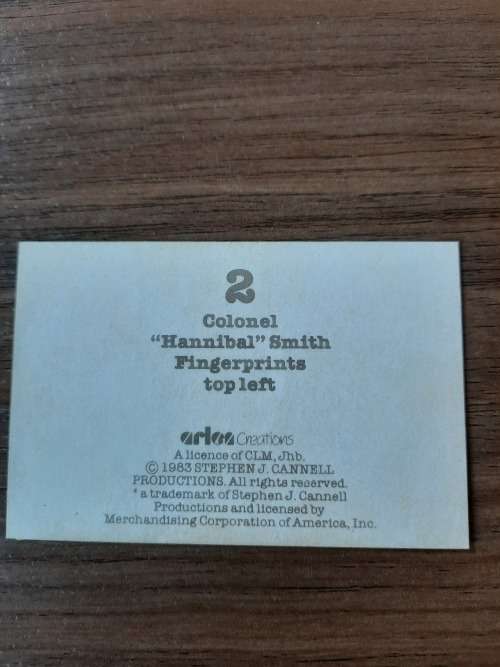 2
Colonel
"Hannibal" Smith
Fingerprints
top left
Creations
A licence of CLM, Jhb.
© 1983 STEPHEN J. CANNELL
PRODUCTIONS. All rights reserved.
* a trademark of Stephen J. Cannell
Productions and licensed by
Merchandising Corporation of America, Inc.